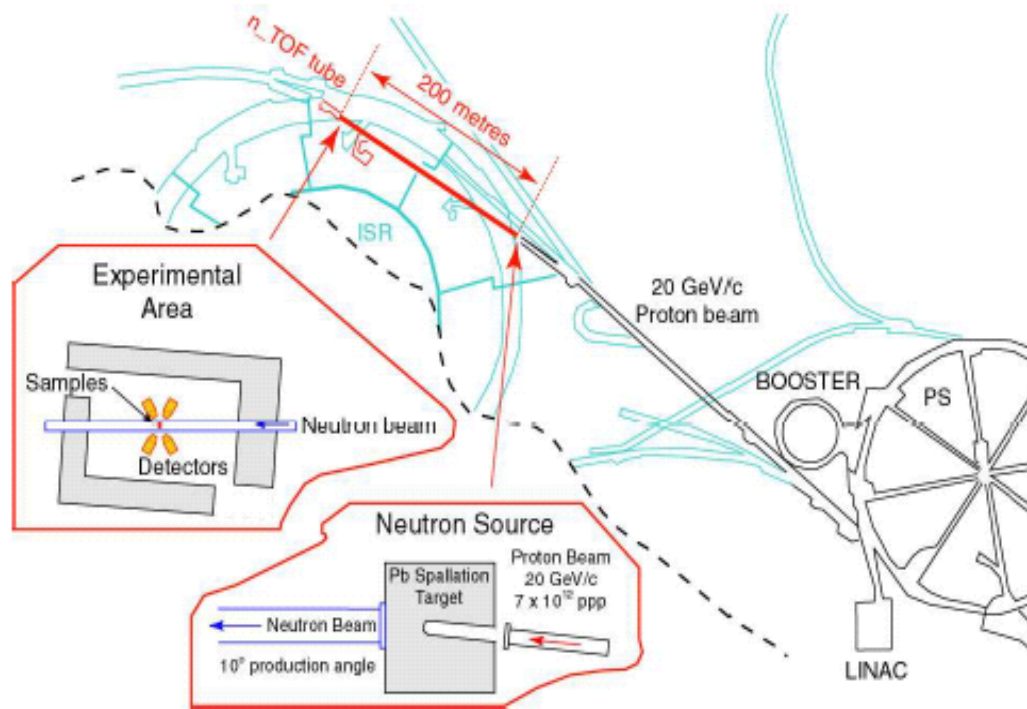 n_TOF tube
200 metres
ISR
20 GeV/c
Proton beam
BOOSTER
PS
LINAC
Experimental
Area
Samples
Neutron beam
Detectors
Neutron Source
Pb Spallation
Target
Proton Beam
20 GeV/c
7 x 10¹² ppp
Neutron Beam
10° production angle